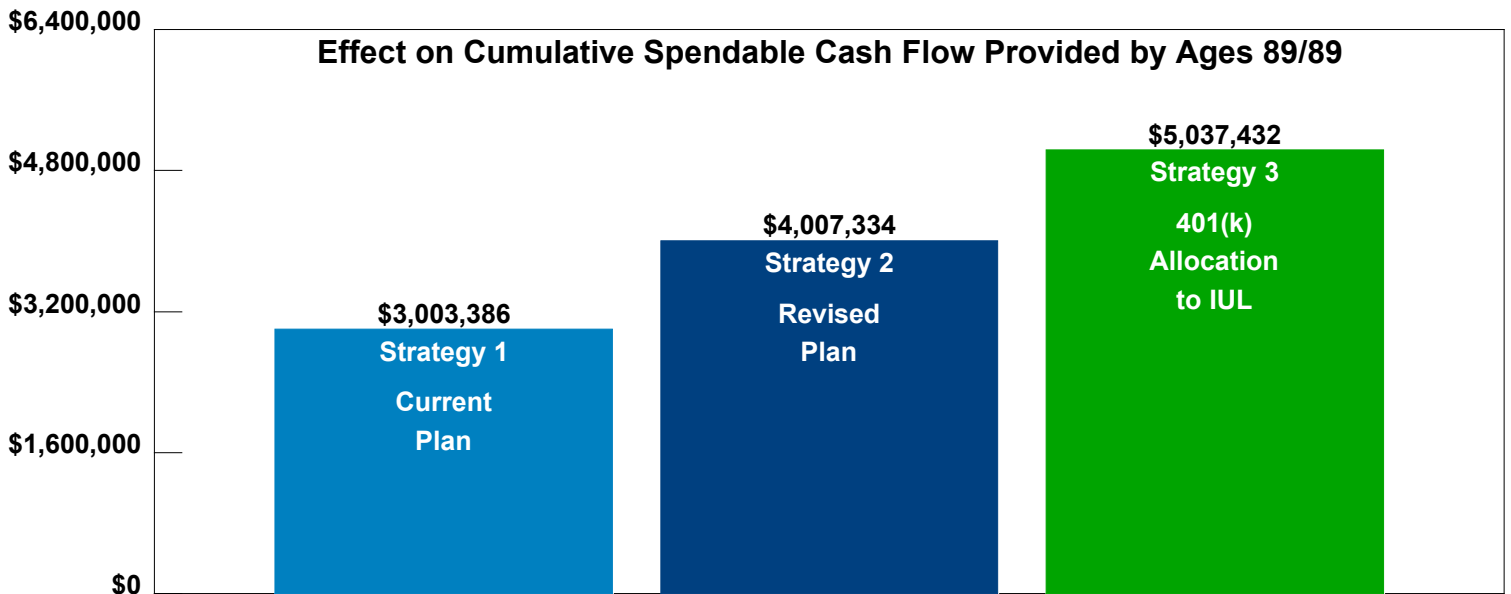 Effect on Cumulative Spendable Cash Flow Provided by Ages 89/89
$6,400,000
$4,800,000
$3,200,000
$1,600,000
$0
$3,003,386
Strategy 1
Current
Plan
$4,007,334
Strategy 2
Revised
Plan
$5,037,432
Strategy 3
401(k)
Allocation
to IUL